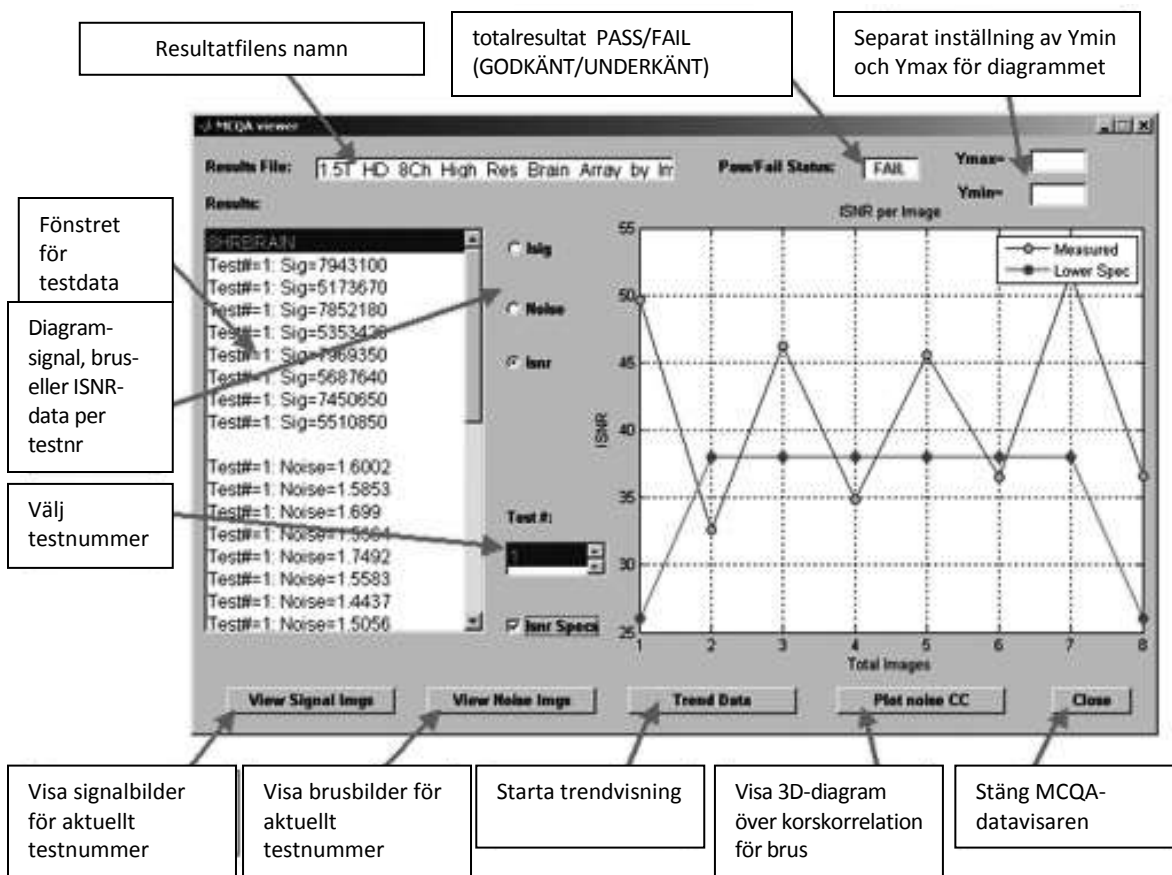 Resultatfilens namn
totalresultat PASS/FAIL
(GODKÄNT/UNDERKÄNT)
Separat inställning av Ymin
och Ymax för diagrammet
MCQA viewer
Results File:
1.5T HD 8Ch High Res Brain Array by Im
Pass/Fail Status:
FAIL
Ymax=
Ymin=
Results:
Fönstret
för
testdata
Diagram-
signal, brus-
eller ISNR-
data per
testnr
Välj
testnummer
8HRBRAIN
Test#=1: Sig=7943100
Test#=1: Sig=5173670
Test#=1: Sig=7852180
Test#=1:
Test#=1:
Test#=1: Sig=5687640
Test#=1: Sig=7450650
Test#=1: Sig=5510850
Test#=1: Noise=1.6002
Test#=1: Noise=1.5853
Test#=1: Noise=1.699
Test#=1:
Test#=1: Noise=1.7492
Test#=1: Noise=1.5583
Test#=1: Noise=1.4437
Test#=1: Noise=1.5056
Isig
Noise
Isnr
Test #:
1
Isnr Specs
ISNR per Image
Measured
Lower Spec
55
50
45
40
35
30
25
ISNR
1 2 3 4 5 6 7 8
Total Images
View Signal Imgs
View Noise Imgs
Trend Data
Plot noise CC
Close
Visa signalbilder
för aktuellt
testnummer
Visa brusbilder för
aktuellt
testnummer
Starta trendvisning
Visa 3D-diagram
över korskorrelation
för brus
Stäng MCQA-
datavisaren